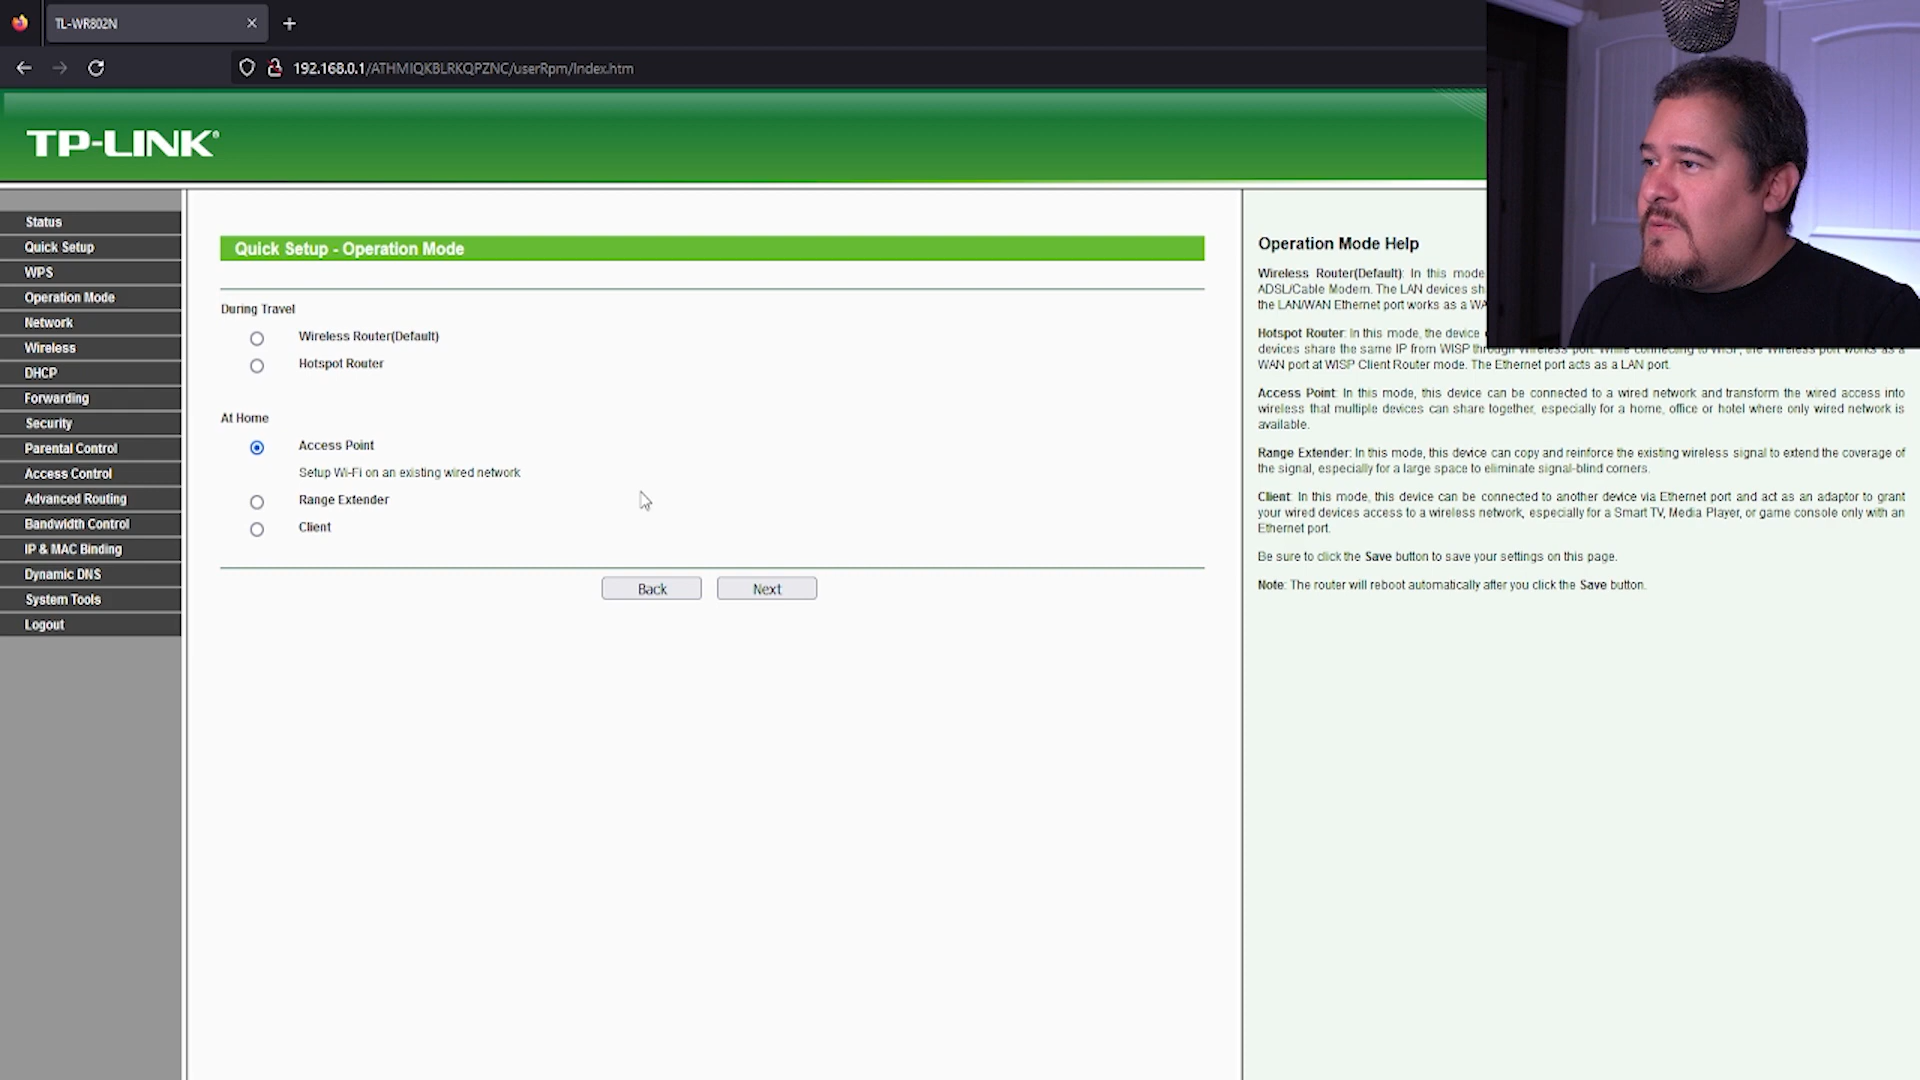 TL-WR802N
192.168.0.1/ATHMIQKBLRKQPZNC/userRpm/Index.htm
TP-LINK®
Status
Quick Setup
WPS
Operation Mode
Network
Wireless
DHCP
Forwarding
Security
Parental Control
Access Control
Advanced Routing
Bandwidth Control
IP & MAC Binding
Dynamic DNS
System Tools
Logout
Quick Setup - Operation Mode
During Travel
Wireless Router(Default)
Hotspot Router
At Home
Access Point
Setup Wi-Fi on an existing wired network
Range Extender
Client
Back
Next
Operation Mode Help
Wireless Router(Default): In this mode
ADSL/Cable Modem. The LAN devices
the LAN/WAN Ethernet port works as a
Hotspot Router: In this mode, the device
devices share the same IP from WISP through Wireless port. While connecting to WISP, the Wireless port works as a
WAN port at WISP Client Router mode. The Ethernet port acts as a LAN port.
Access Point: In this mode, this device can be connected to a wired network and transform the wired access into
wireless that multiple devices can share together, especially for a home, office or hotel where only wired network is
available.
Range Extender: In this mode, this device can copy and reinforce the existing wireless signal to extend the coverage of
the signal, especially for a large space to eliminate signal-blind corners.
Client: In this mode, this device can be connected to another device via Ethernet port and act as an adaptor to grant
your wired devices access to a wireless network, especially for a Smart TV, Media Player, or game console only with an
Ethernet port.
Be sure to click the Save button to save your settings on this page.
Note: The router will reboot automatically after you click the Save button.